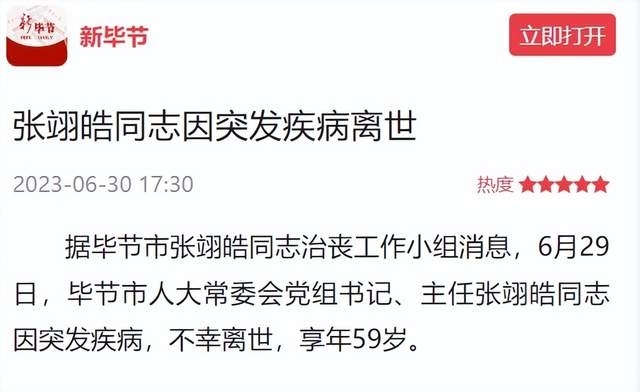 新毕节
新毕节
立即打开
张翊皓同志因突发疾病离世
2023-06-30 17:30
热度
据毕节市张翊皓同志治丧工作小组消息，6月29
日，毕节市人大常委会党组书记、主任张翊皓同志
因突发疾病，不幸离世，享年59岁。